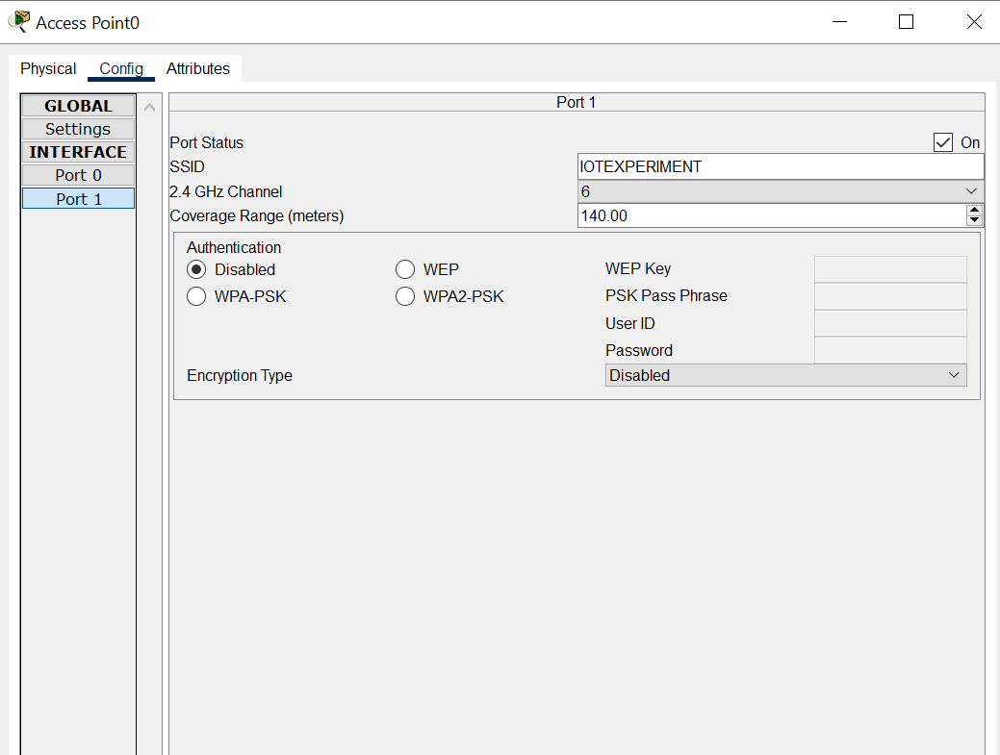 Access Point0
Physical Config Attributes
GLOBAL
Settings
INTERFACE
Port 0
Port 1
Port 1
Port Status On
SSID IOTEXPERIMENT
2.4 GHz Channel 6
Coverage Range (meters) 140.00
Authentication
Disabled WEP WEP Key
WPA-PSK WPA2-PSK PSK Pass Phrase
User ID
Password
Encryption Type Disabled